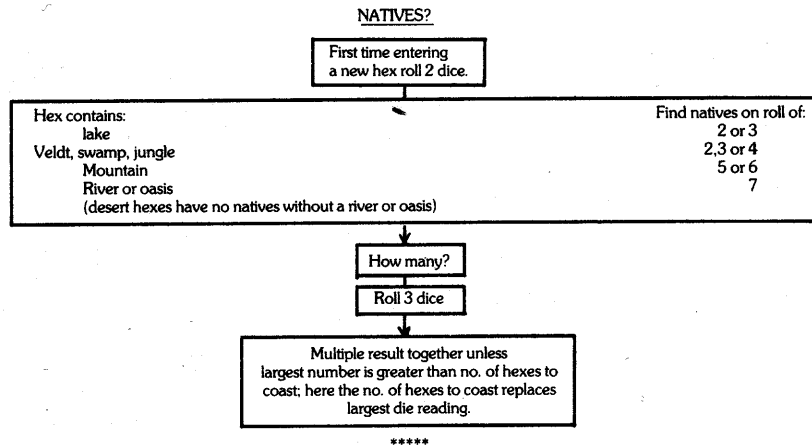 NATIVES?
First time entering
a new hex roll 2 dice.
Hex contains: Find natives on roll of:
lake 2 or 3
Veldt, swamp, jungle 2,3 or 4
Mountain 5 or 6
River or oasis 7
(desert hexes have no natives without a river or oasis)
How many?
Roll 3 dice
Multiple result together unless
largest number is greater than no. of hexes to
coast; here the no. of hexes to coast replaces
largest die reading.
*****